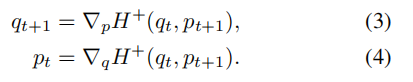 q_{t+1} = ∇_p H^+(q_t, p_{t+1}), (3)
p_t = ∇_q H^+(q_t, p_{t+1}). (4)